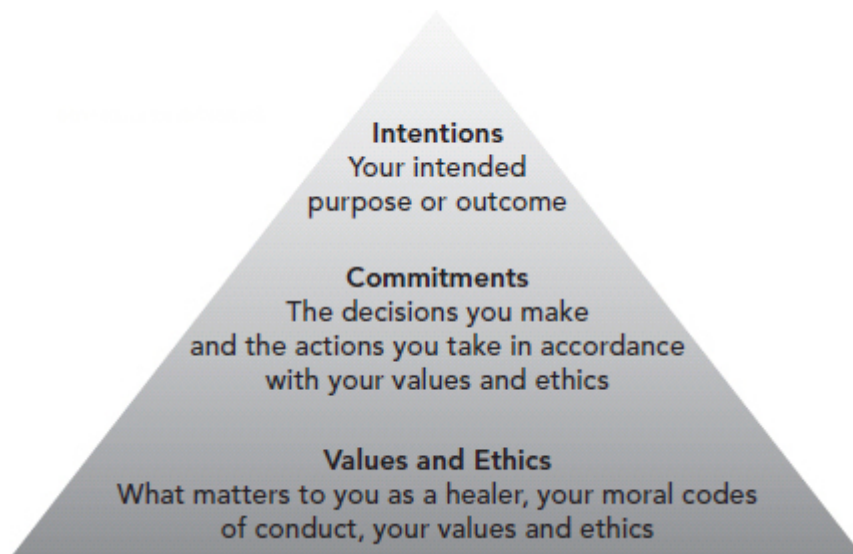 Intentions
Your intended
purpose or outcome
Commitments
The decisions you make
and the actions you take in accordance
with your values and ethics
Values and Ethics
What matters to you as a healer, your moral codes
of conduct, your values and ethics